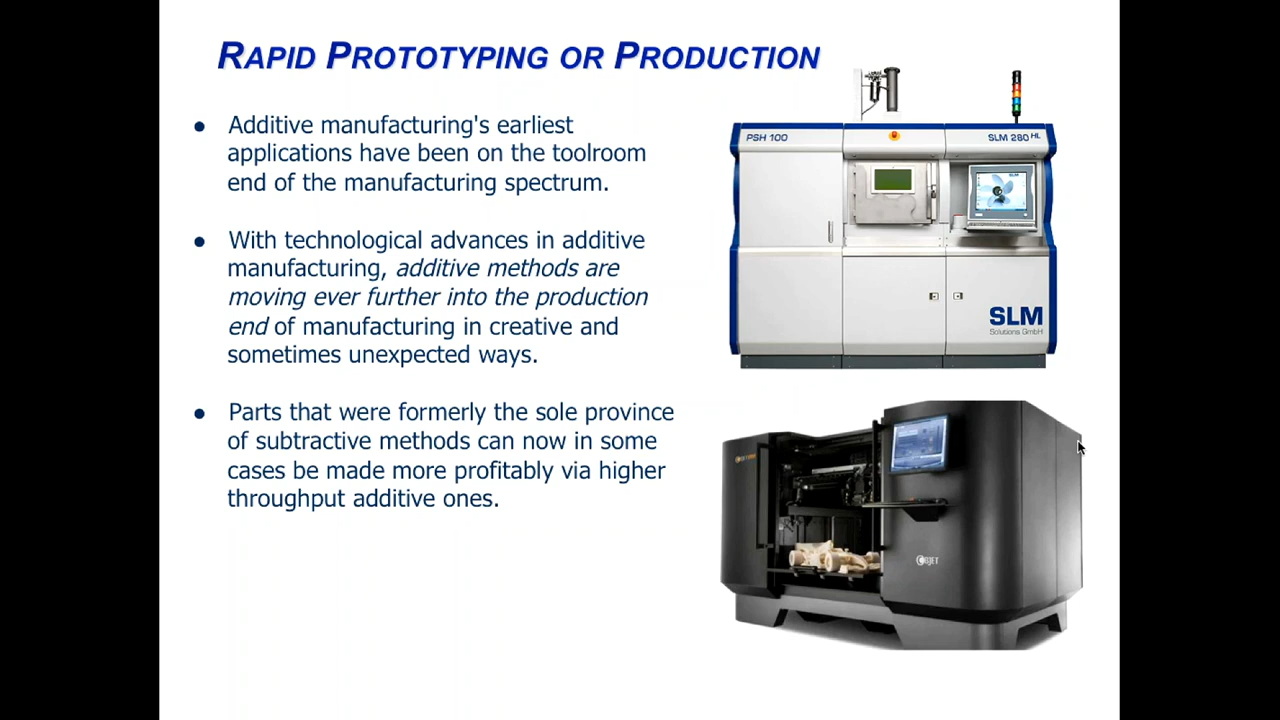 RAPID PROTOTYPING OR PRODUCTION
● Additive manufacturing's earliest
applications have been on the toolroom
end of the manufacturing spectrum.
● With technological advances in additive
manufacturing, additive methods are
moving ever further into the production
end of manufacturing in creative and
sometimes unexpected ways.
● Parts that were formerly the sole province
of subtractive methods can now in some
cases be made more profitably via higher
throughput additive ones.
PSH 100
SLM 280 HL
SLM
SLM
Solutions GmbH
OBJET